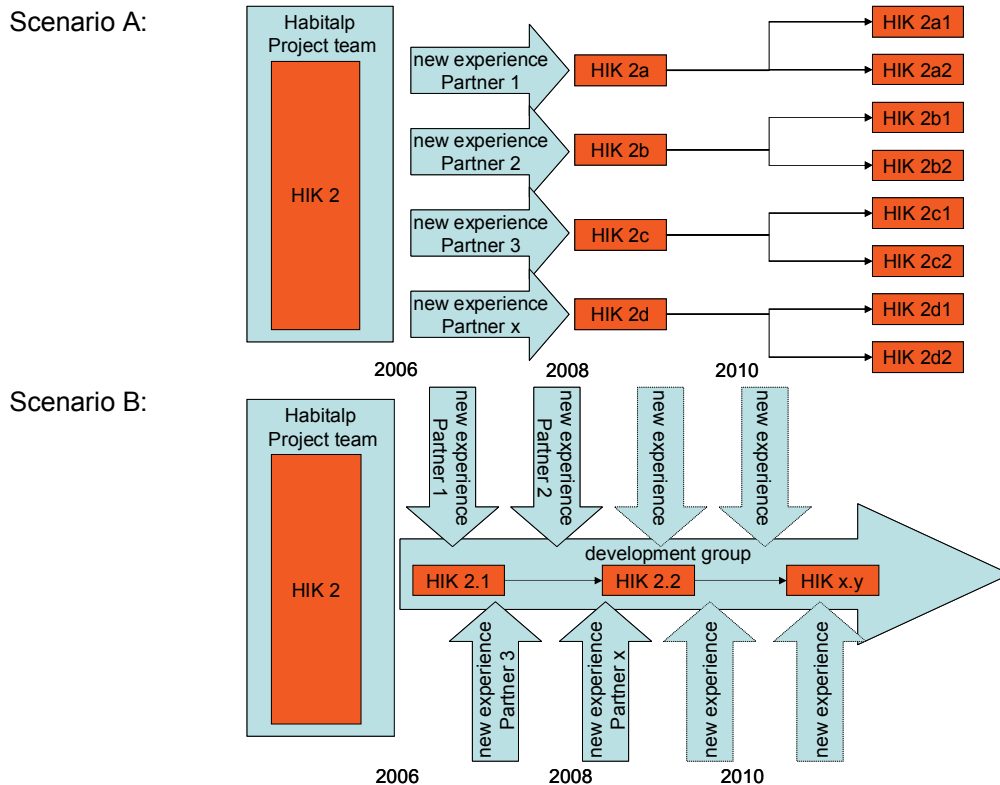 Scenario A:
Habitalp
Project team
HIK 2
new experience
Partner 1
HIK 2a
HIK 2a1
HIK 2a2
new experience
Partner 2
HIK 2b
HIK 2b1
HIK 2b2
new experience
Partner 3
HIK 2c
HIK 2c1
HIK 2c2
new experience
Partner x
HIK 2d
HIK 2d1
HIK 2d2
2006
2008
2010
Scenario B:
Habitalp
Project team
HIK 2
new experience
Partner 1
new experience
Partner 2
new experience
new experience
development group
HIK 2.1
HIK 2.2
HIK x.y
new experience
Partner 3
new experience
Partner x
new experience
new experience
2006
2008
2010